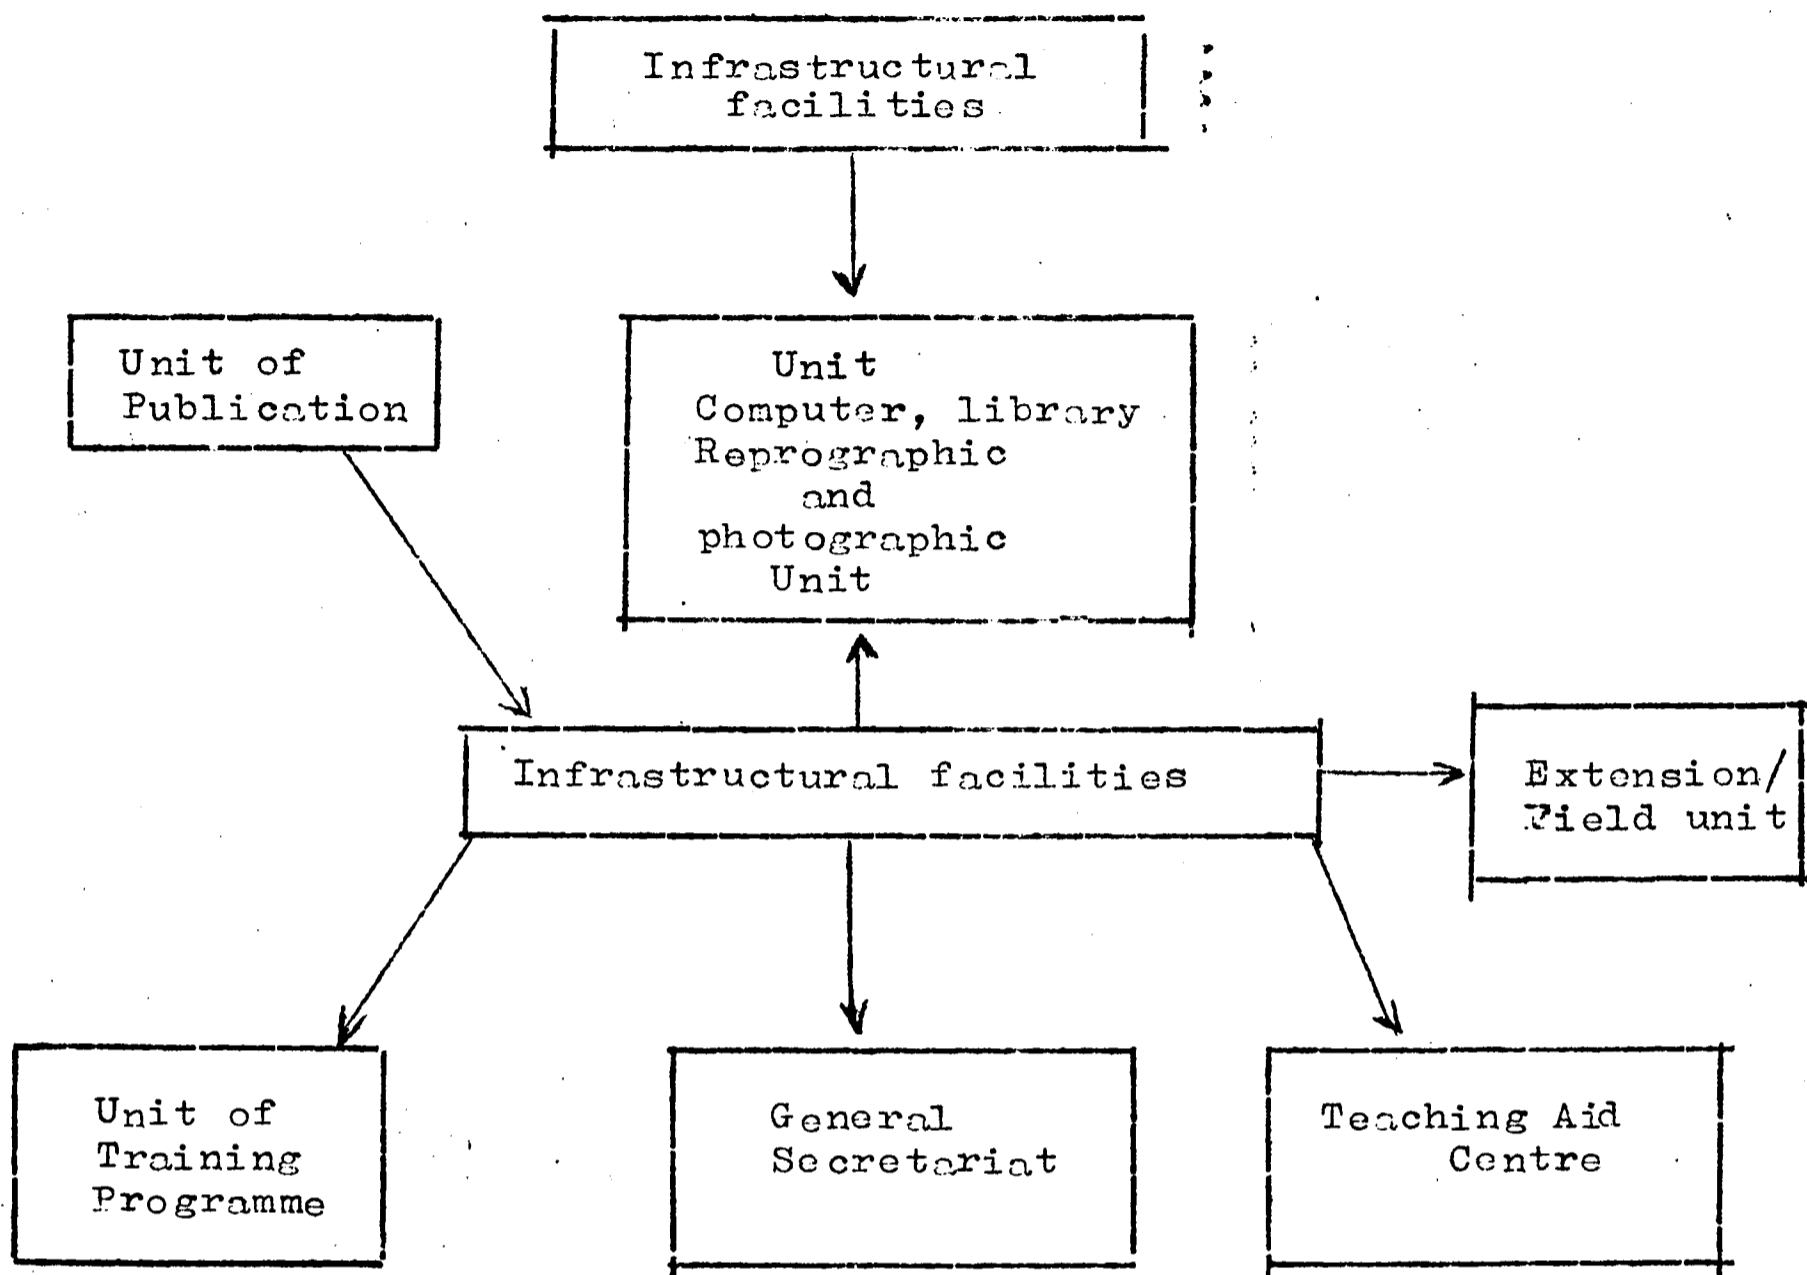 Infrastructural
facilities
Unit of
Publication
Unit
Computer, library
Reprographic
and
photographic
Unit
Infrastructural facilities
Extension/
Field unit
Unit of
Training
Programme
General
Secretariat
Teaching Aid
Centre